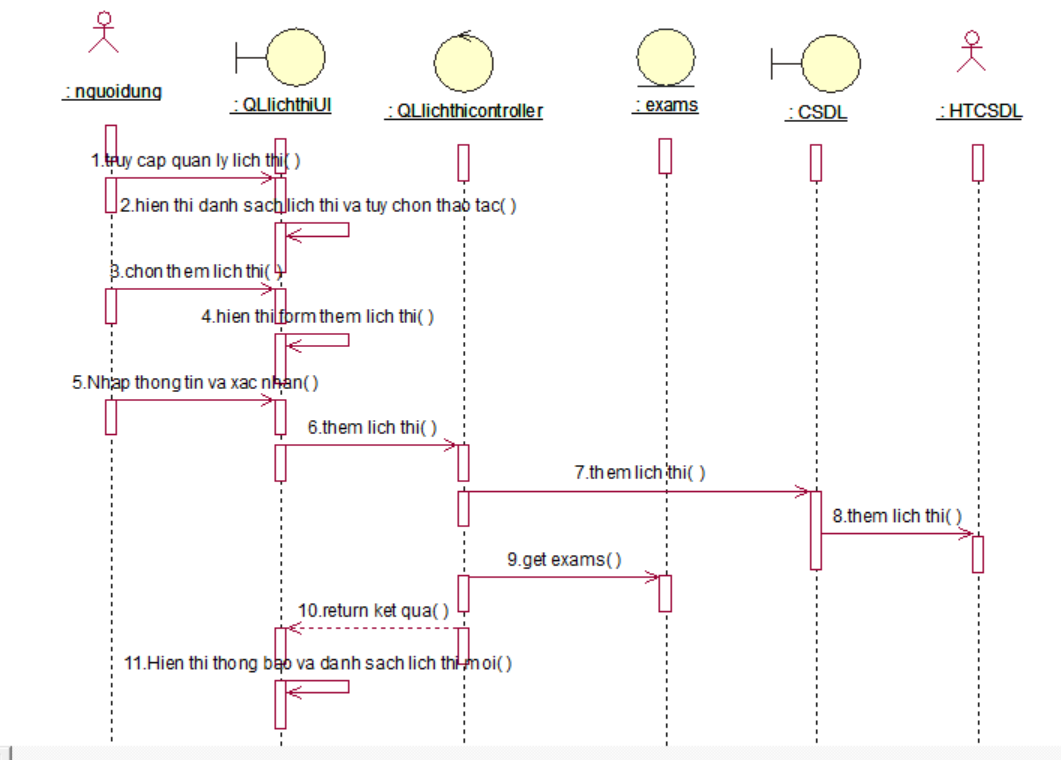 : nguoidung
: QLlichthiUI
: QLlichthicontroller
: exams
: CSDL
: HTCSDL
1.truy cap quan ly lich thi( )
2.hien thi danh sach lich thi va tuy chon thao tac( )
3.chon them lich thi( )
4.hien thi form them lich thi( )
5.Nhap thong tin va xac nhan( )
6.them lich thi( )
7.them lich thi( )
8.them lich thi( )
9.get exams( )
10.return ket qua( )
11.Hien thi thong bao va danh sach lich thi moi( )